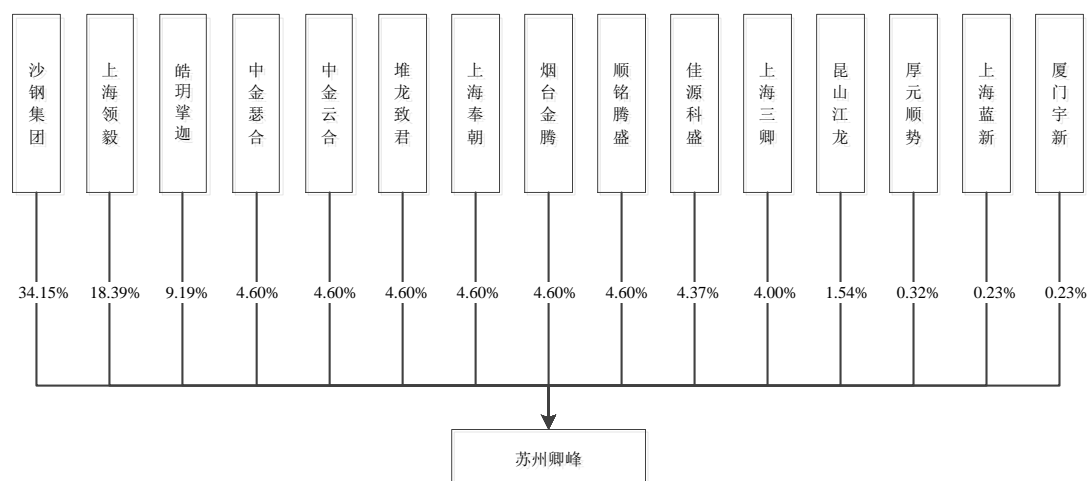 沙钢集团
上海领毅
皓玥挲迦
中金瑟合
中金云合
堆龙致君
上海奉朝
烟台金腾
顺铭腾盛
佳源科盛
上海三卿
昆山江龙
厚元顺势
上海蓝新
厦门宇新
34.15%
18.39%
9.19%
4.60%
4.60%
4.60%
4.60%
4.60%
4.60%
4.37%
4.00%
1.54%
0.32%
0.23%
0.23%
苏州卿峰